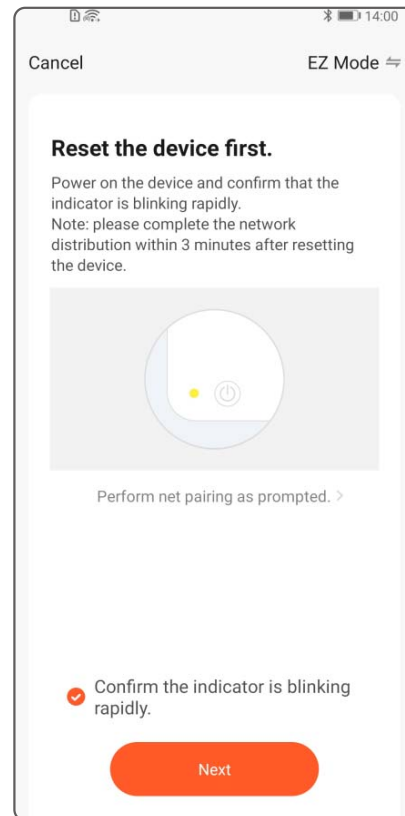 14:00
Cancel
EZ Mode
Reset the device first.
Power on the device and confirm that the
indicator is blinking rapidly.
Note: please complete the network
distribution within 3 minutes after resetting
the device.
Perform net pairing as prompted. >
Confirm the indicator is blinking
rapidly.
Next